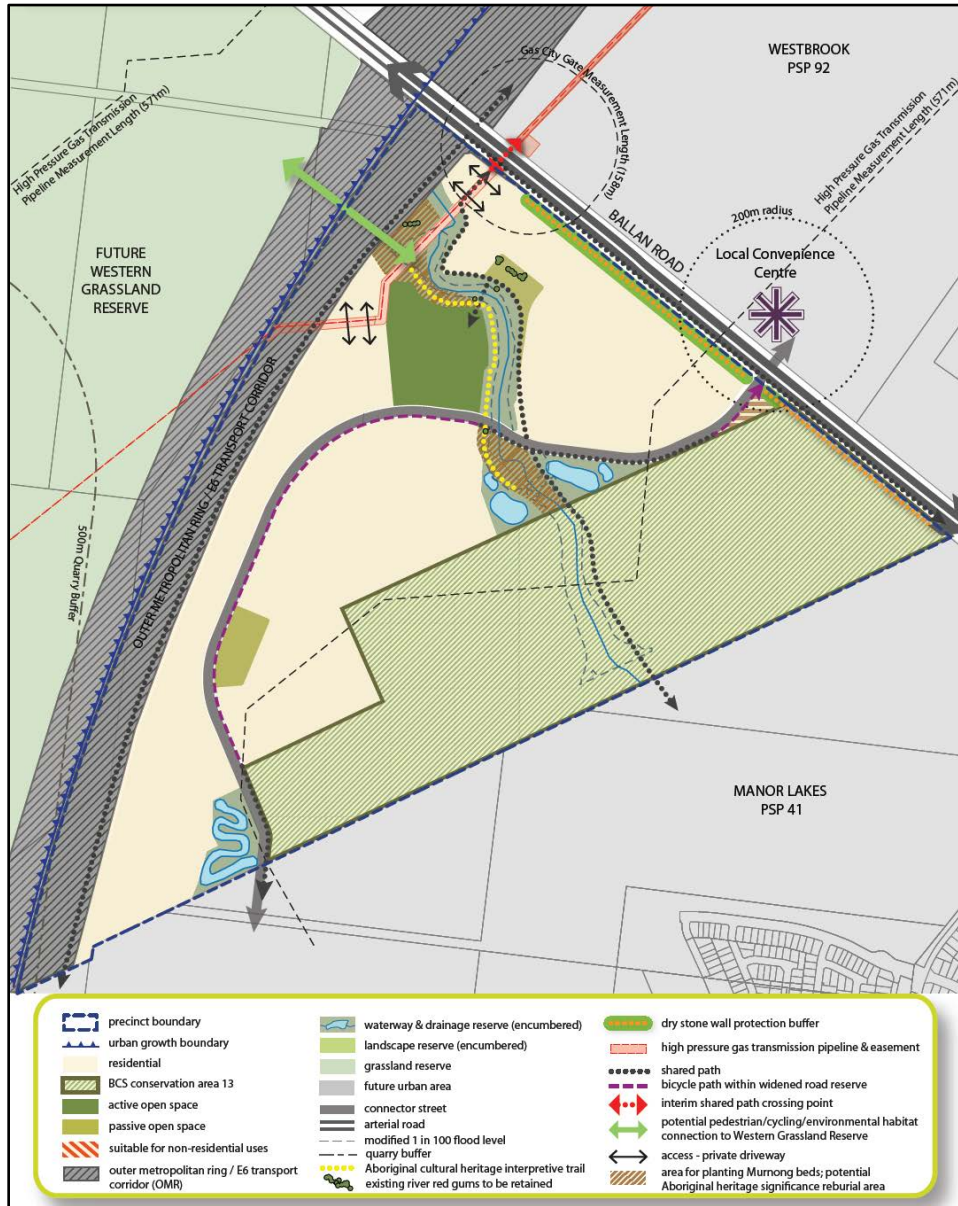 WESTBROOK
PSP 92
Gas City Gate Measurement Length (158m)
High Pressure Gas Transmission
Pipeline Measurement Length (571m)
High Pressure Gas Transmission
Pipeline Measurement Length (571m)
BALLAN ROAD
200m radius
Local Convenience
Centre
FUTURE
WESTERN
GRASSLAND
RESERVE
OUTER METROPOLITAN RING / E6 TRANSPORT CORRIDOR
500m Quarry Buffer
MANOR LAKES
PSP 41
precinct boundary
urban growth boundary
residential
BCS conservation area 13
active open space
passive open space
suitable for non-residential uses
outer metropolitan ring / E6 transport
corridor (OMR)
waterway & drainage reserve (encumbered)
landscape reserve (encumbered)
grassland reserve
future urban area
connector street
arterial road
modified 1 in 100 flood level
quarry buffer
Aboriginal cultural heritage interpretive trail
existing river red gums to be retained
dry stone wall protection buffer
high pressure gas transmission pipeline & easement
shared path
bicycle path within widened road reserve
interim shared path crossing point
potential pedestrian/cycling/environmental habitat
connection to Western Grassland Reserve
access - private driveway
area for planting Murnong beds; potential
Aboriginal heritage significance reburial area